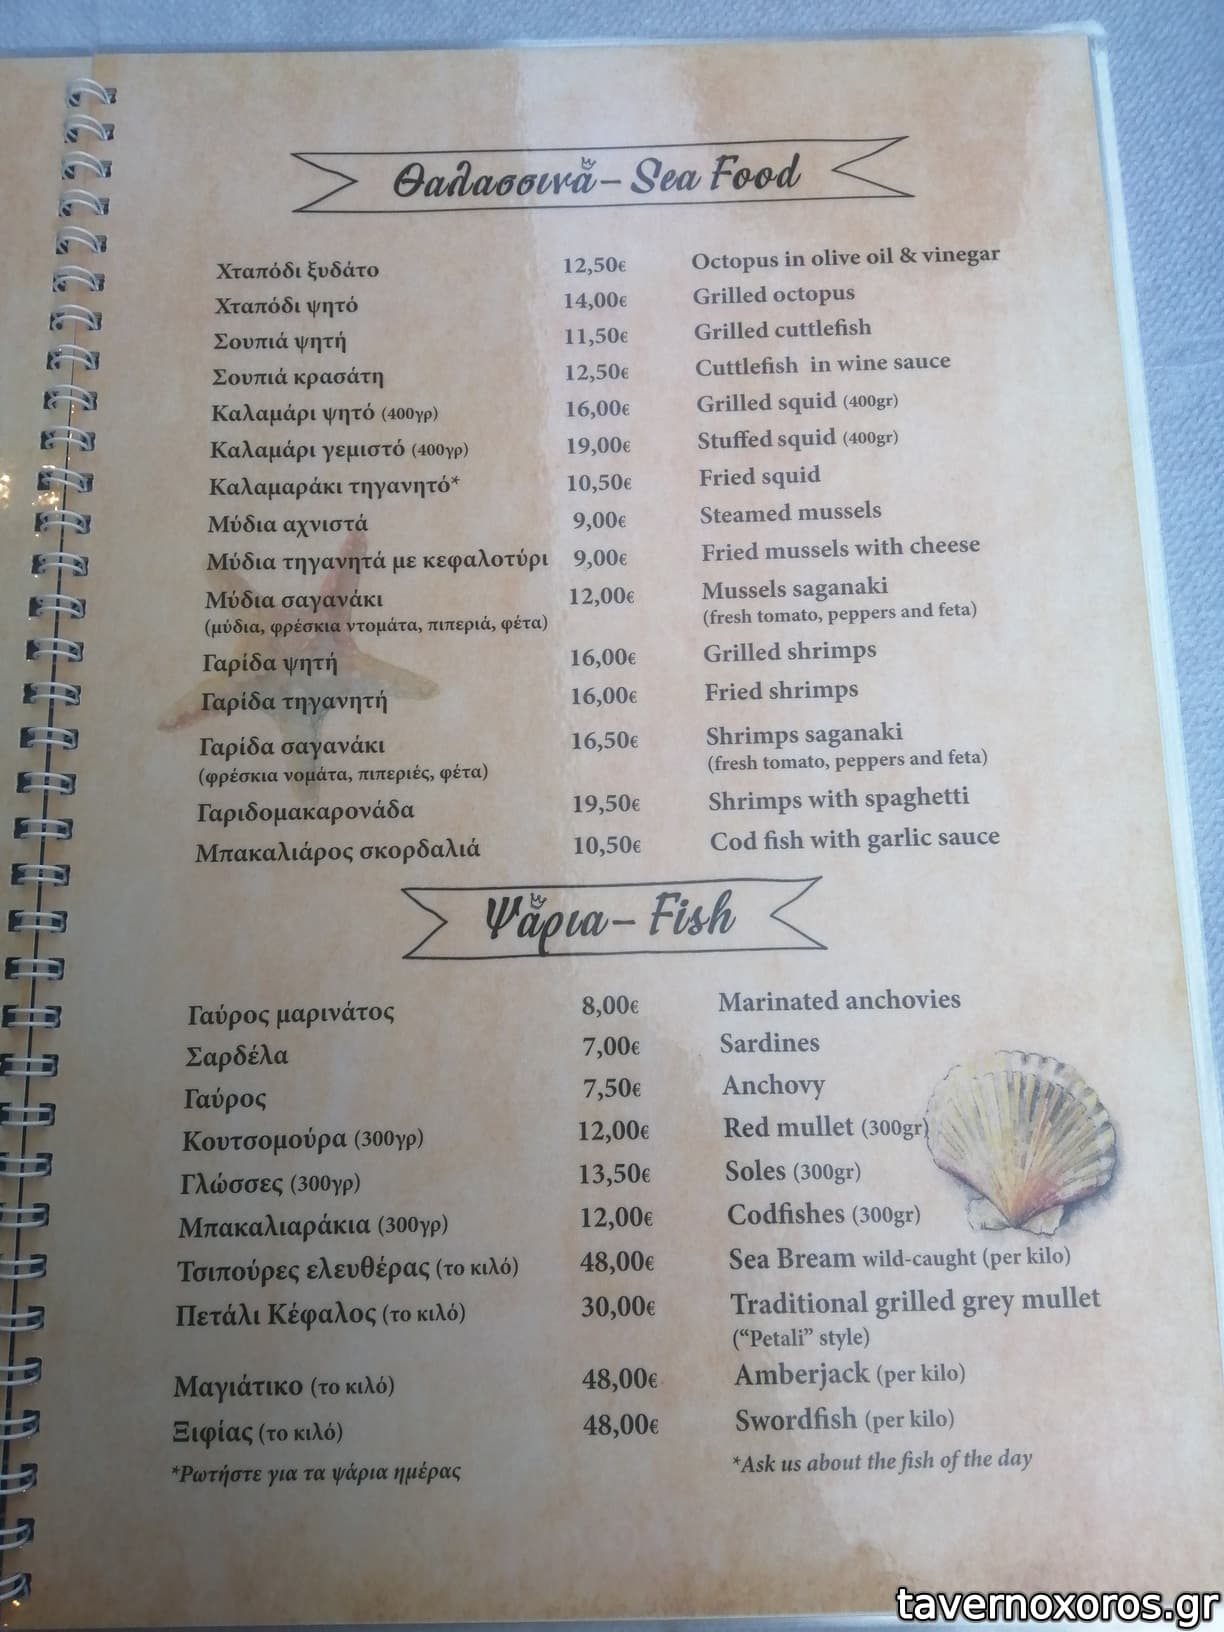 Θαλασσινά – Sea Food
Χταπόδι ξυδάτο 12,50€ Octopus in olive oil & vinegar
Χταπόδι ψητό 14,00€ Grilled octopus
Σουπιά ψητή 11,50€ Grilled cuttlefish
Σουπιά κρασάτη 12,50€ Cuttlefish in wine sauce
Καλαμάρι ψητό (400γρ) 16,00€ Grilled squid (400gr)
Καλαμάρι γεμιστό (400γρ) 19,00€ Stuffed squid (400gr)
Καλαμαράκι τηγανητό* 10,50€ Fried squid
Μύδια αχνιστά 9,00€ Steamed mussels
Μύδια τηγανητά με κεφαλοτύρι 9,00€ Fried mussels with cheese
Μύδια σαγανάκι 12,00€ Mussels saganaki
(μύδια, φρέσκια ντομάτα, πιπεριά, φέτα) (fresh tomato, peppers and feta)
Γαρίδα ψητή 16,00€ Grilled shrimps
Γαρίδα τηγανητή 16,00€ Fried shrimps
Γαρίδα σαγανάκι 16,50€ Shrimps saganaki
(φρέσκια νομάτα, πιπεριές, φέτα) (fresh tomato, peppers and feta)
Γαριδομακαρονάδα 19,50€ Shrimps with spaghetti
Μπακαλιάρος σκορδαλιά 10,50€ Cod fish with garlic sauce
Ψάρια – Fish
Γαύρος μαρινάτος 8,00€ Marinated anchovies
Σαρδέλα 7,00€ Sardines
Γαύρος 7,50€ Anchovy
Κουτσομούρα (300γρ) 12,00€ Red mullet (300gr)
Γλώσσες (300γρ) 13,50€ Soles (300gr)
Μπακαλιαράκια (300γρ) 12,00€ Codfishes (300gr)
Τσιπούρες ελευθέρας (το κιλό) 48,00€ Sea Bream wild-caught (per kilo)
Πετάλι Κέφαλος (το κιλό) 30,00€ Traditional grilled grey mullet
("Petali" style)
Μαγιάτικο (το κιλό) 48,00€ Amberjack (per kilo)
Ξιφίας (το κιλό) 48,00€ Swordfish (per kilo)
*Ρωτήστε για τα ψάρια ημέρας *Ask us about the fish of the day
tavernoxoros.gr